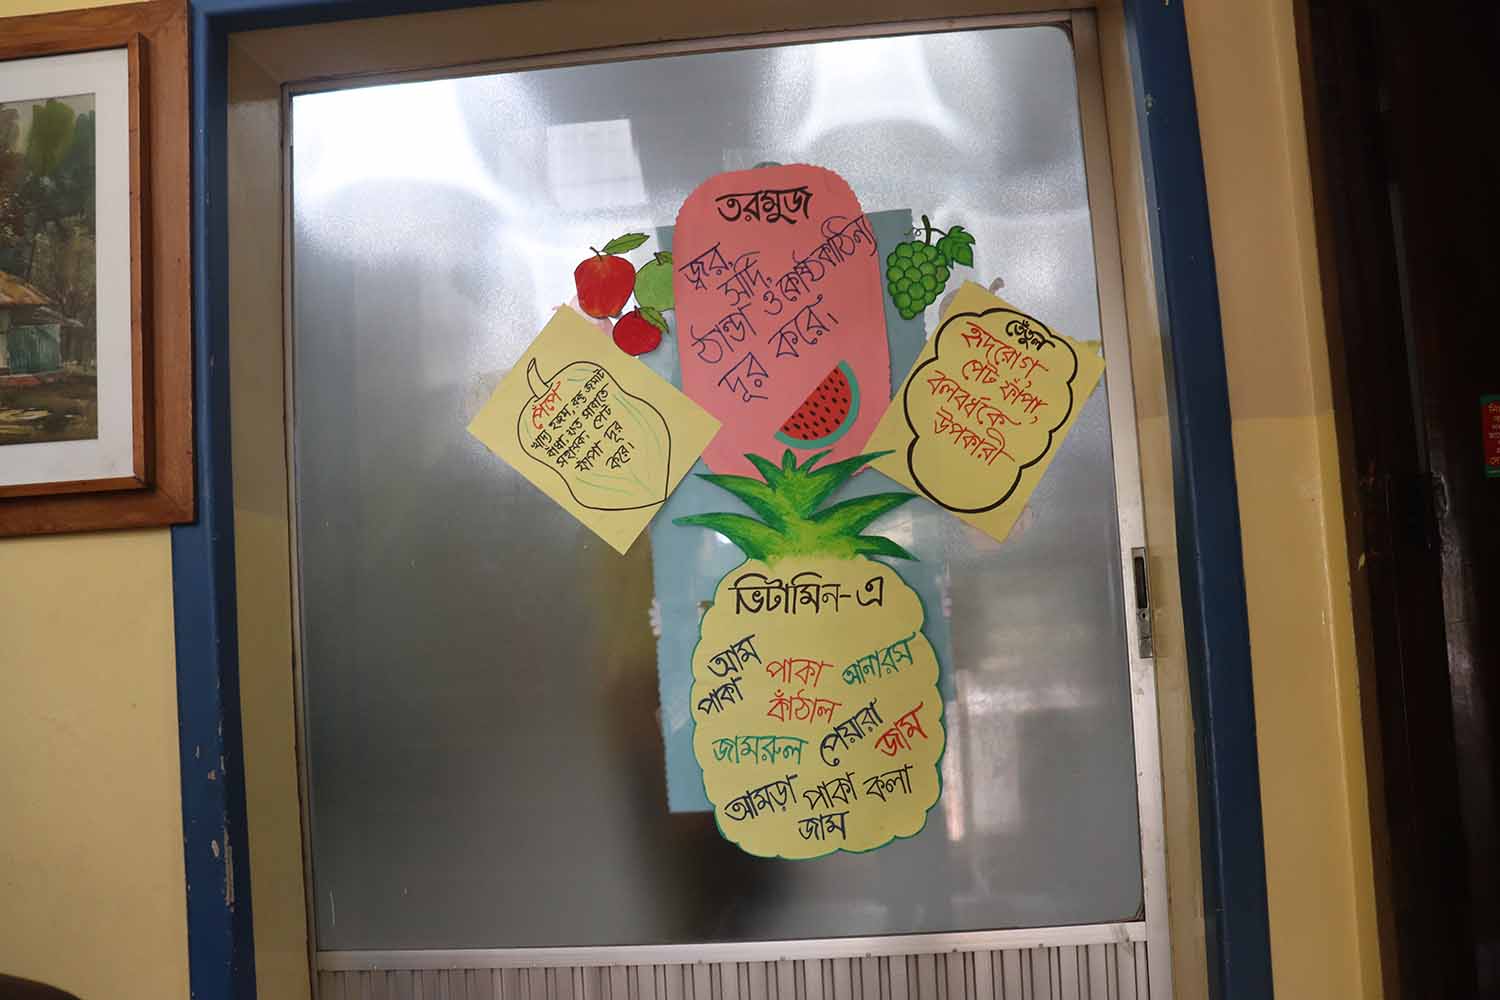 তরমুজ
জ্বর,
সর্দি,
ঠান্ডা ও কোষ্ঠকাঠিন্য
দূর করে।
পেঁপে
খাদ্য হজম, রক্ত জমাট
বাধা, ক্ষত সারাতে
সহায়ক, পেট
ফাঁপা দূর
করে।
তেঁতুল
হৃদরোগ,
পেট ফাঁপা,
বলবর্ধকে
উপকারী
ভিটামিন-এ
আম
পাকা
পাকা
কাঁঠাল
আনারস
জামরুল পেয়ারা জাম
আমড়া পাকা কলা
জাম